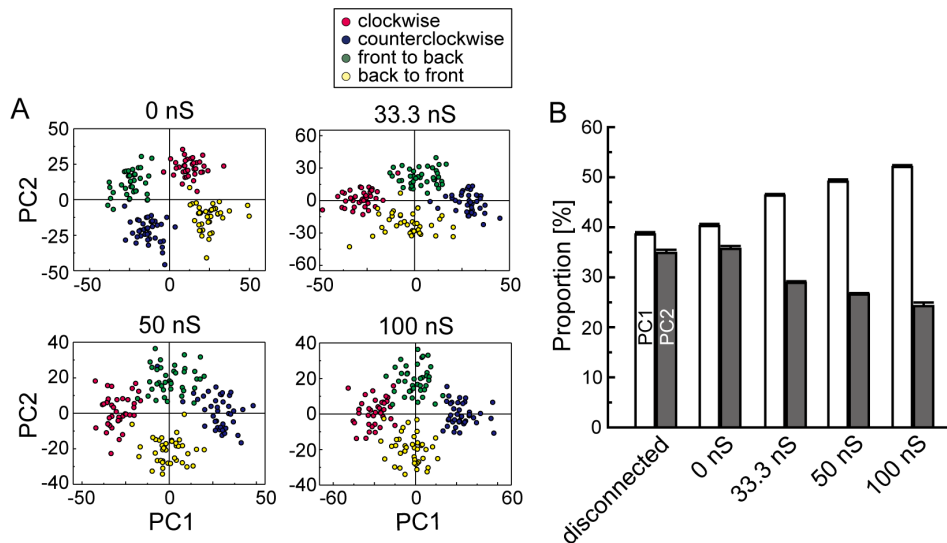 clockwise
counterclockwise
front to back
back to front
A
0 nS
50
25
0
-25
-50
-50
0
50
PC2
33.3 nS
60
30
0
-30
-60
-50
0
50
50 nS
40
20
0
-20
-40
-50
0
50
PC2
PC1
100 nS
40
20
0
-20
-40
-60
0
60
PC1
B
Proportion [%]
60
50
40
30
20
10
0
PC1
PC2
disconnected
0 nS
33.3 nS
50 nS
100 nS